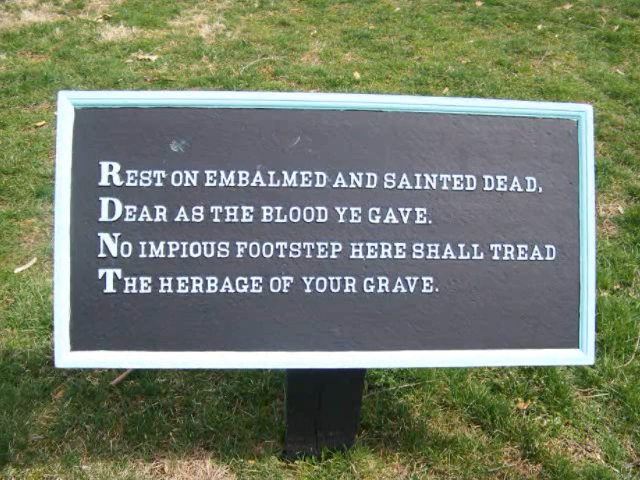 REST ON EMBALMED AND SAINTED DEAD,
DEAR AS THE BLOOD YE GAVE.
NO IMPIOUS FOOTSTEP HERE SHALL TREAD
THE HERBAGE OF YOUR GRAVE.